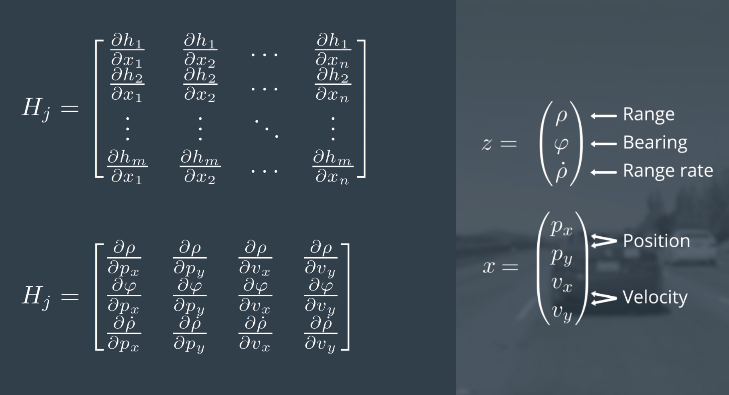 H_j = [ ∂h_1/∂x_1 ∂h_1/∂x_2 ... ∂h_1/∂x_n
∂h_2/∂x_1 ∂h_2/∂x_2 ... ∂h_2/∂x_n
⋮ ⋮ ⋱ ⋮
∂h_m/∂x_1 ∂h_m/∂x_2 ... ∂h_m/∂x_n ]
H_j = [ ∂ρ/∂p_x ∂ρ/∂p_y ∂ρ/∂v_x ∂ρ/∂v_y
∂φ/∂p_x ∂φ/∂p_y ∂φ/∂v_x ∂φ/∂v_y
∂ρ̇/∂p_x ∂ρ̇/∂p_y ∂ρ̇/∂v_x ∂ρ̇/∂v_y ]
z = ( ρ Range
φ Bearing
ρ̇ ) Range rate
x = ( p_x
p_y Position
v_x
v_y ) Velocity